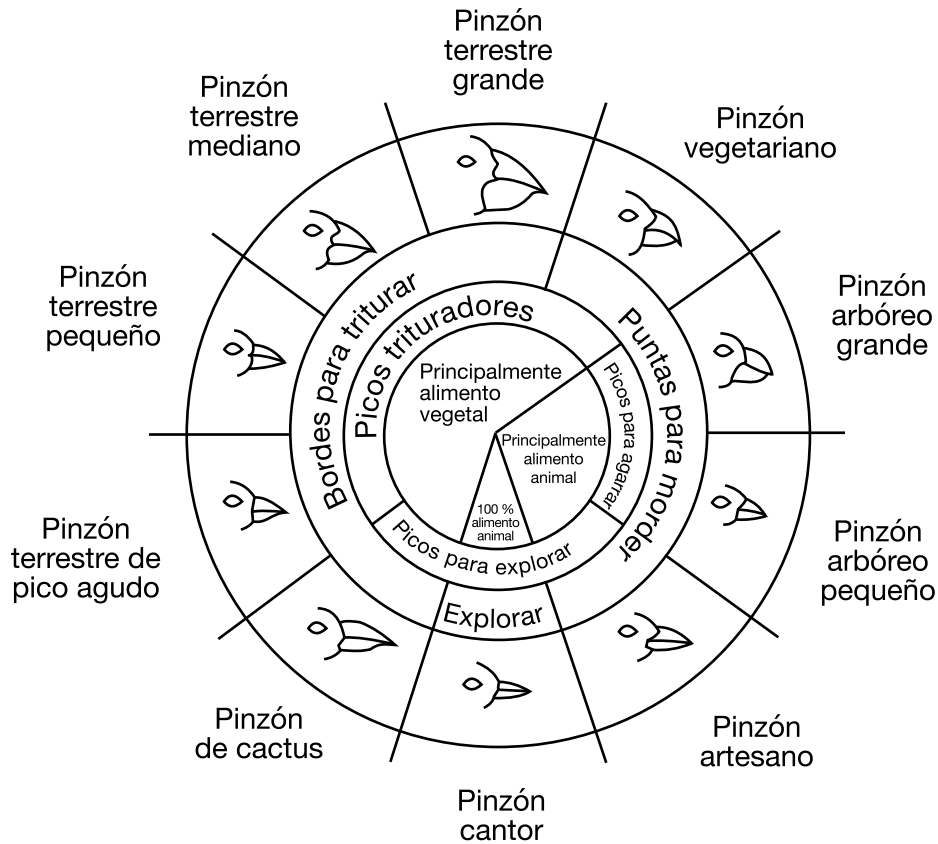 Pinzón
terrestre
grande
Pinzón
vegetariano
Pinzón
arbóreo
grande
Pinzón
arbóreo
pequeño
Pinzón
artesano
Pinzón
cantor
Pinzón
de cactus
Pinzón
terrestre de
pico agudo
Pinzón
terrestre
pequeño
Pinzón
terrestre
mediano
Bordes para triturar
Puntas para morder
Explorar
Picos trituradores
Picos para agarrar
Picos para explorar
Principalmente
alimento
vegetal
Principalmente
alimento
animal
100 %
alimento
animal